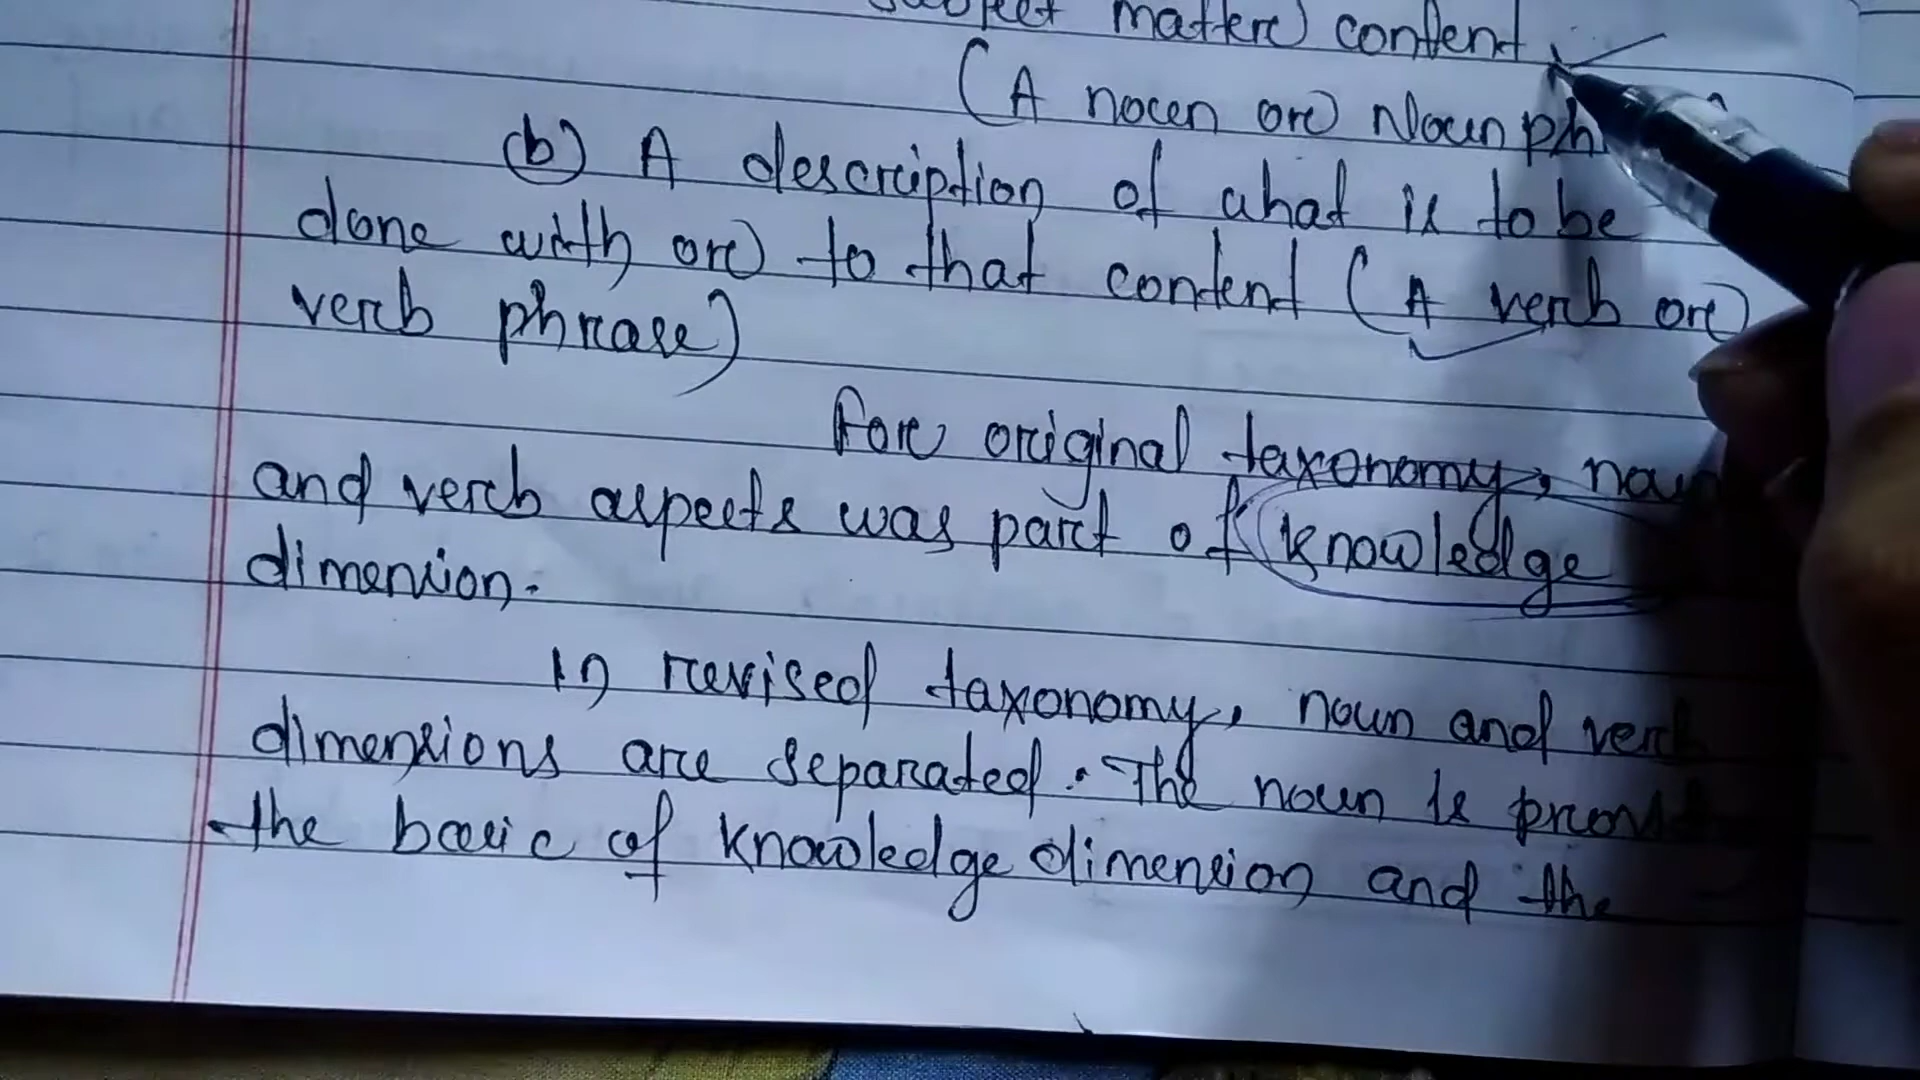 subject matter content
(A noun or Noun ph
(b) A description of what is to be
done with or to that content (A verb or
verb phrase)
For original taxonomy, noun
and verb aspects was part of knowledge
dimension.
In revised taxonomy, noun and verb
dimensions are separated. The noun is
the basic of knowledge dimension and the